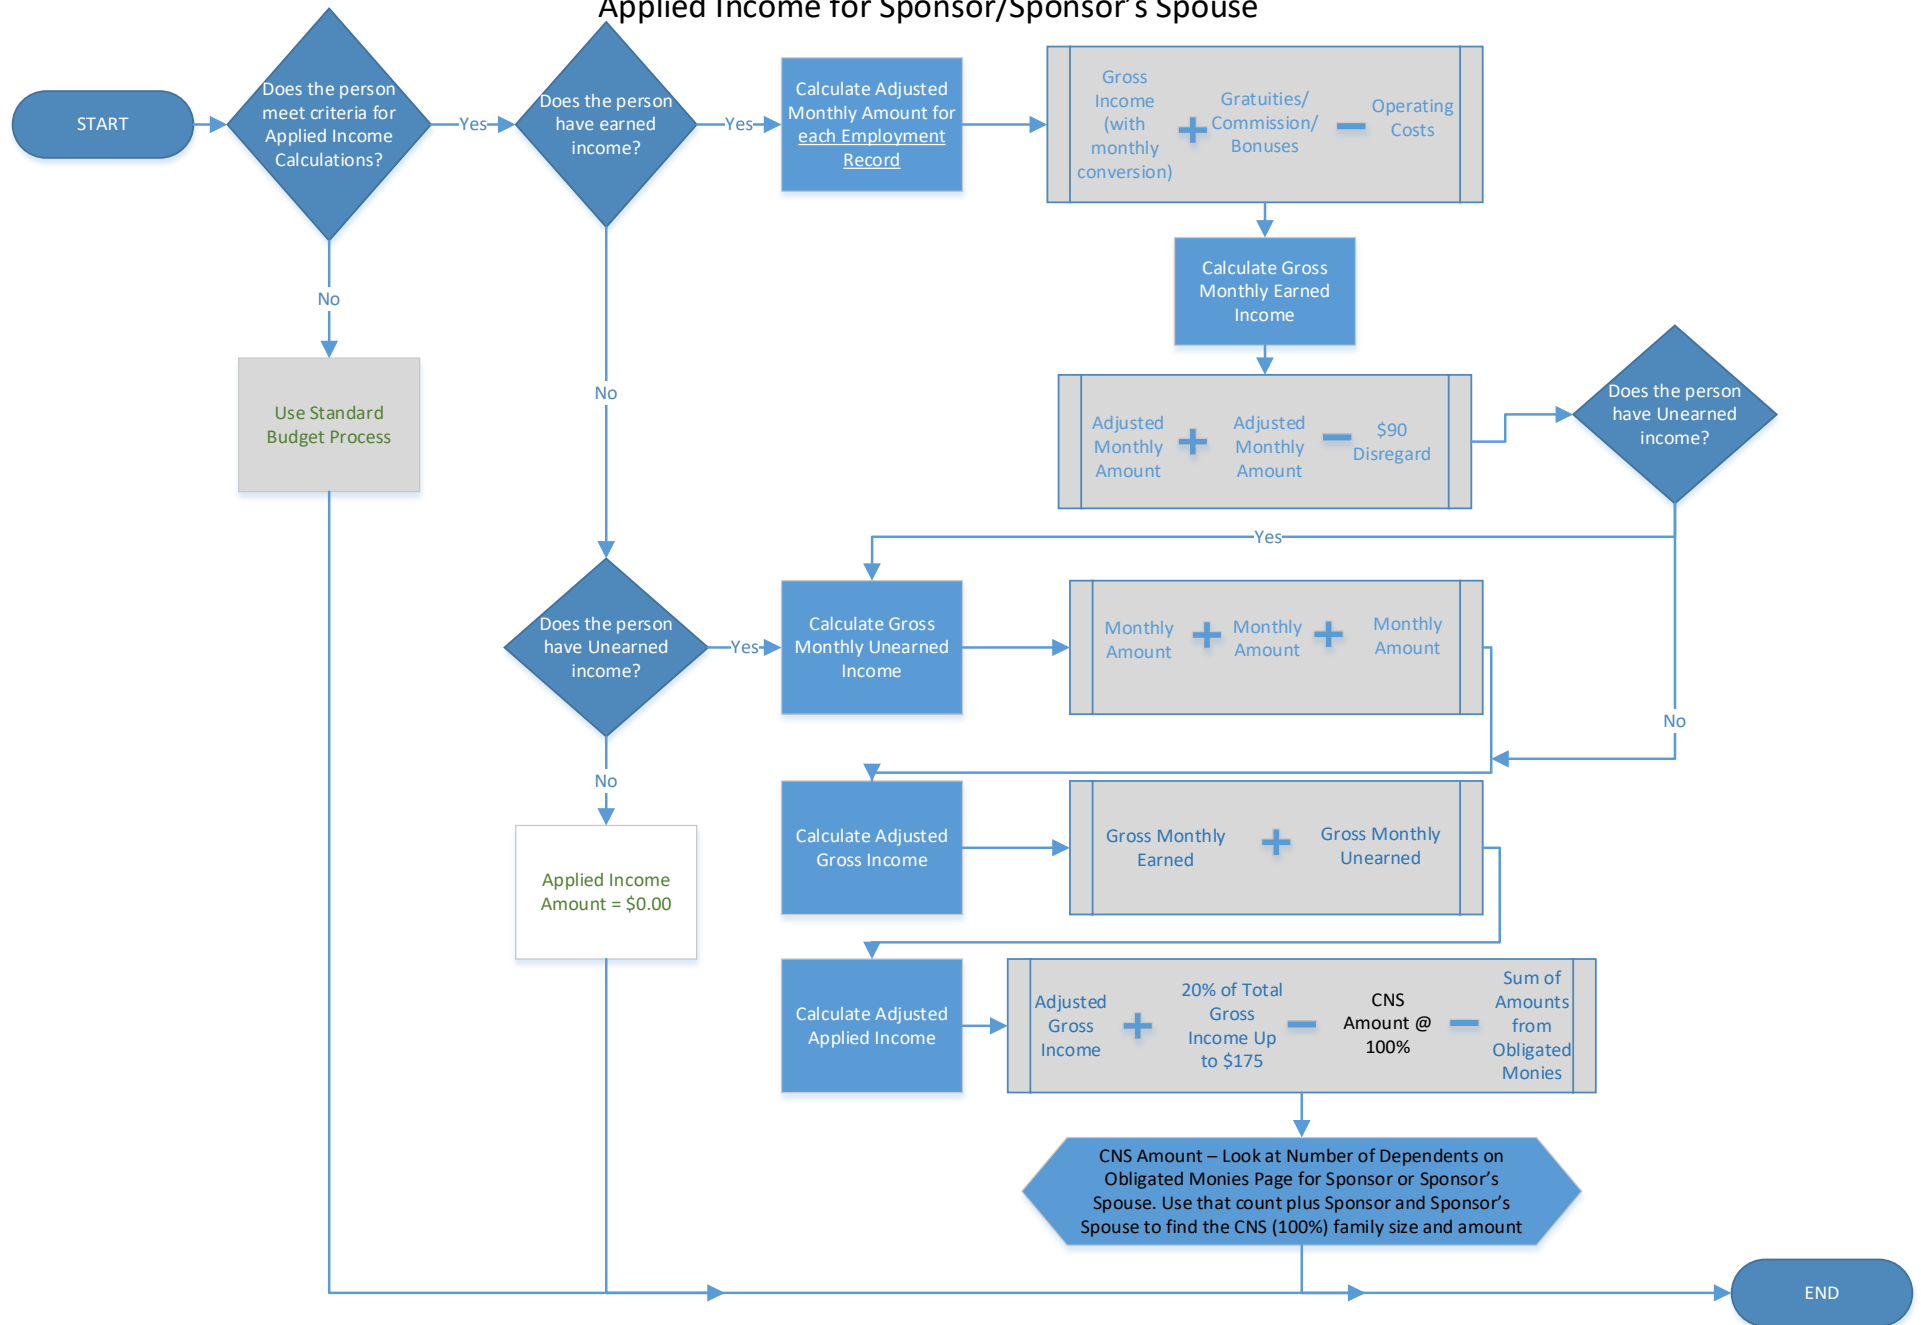 Applied Income for Sponsor/Sponsor's Spouse
START
Does the person
meet criteria for
Applied Income
Calculations?
Yes
Does the person
have earned
income?
Yes
Calculate Adjusted
Monthly Amount for
each Employment
Record
Gross
Income
(with
monthly
conversion)
+
Gratuities/
Commission/
Bonuses
−
Operating
Costs
No
Use Standard
Budget Process
No
Calculate Gross
Monthly Earned
Income
Adjusted
Monthly
Amount
+
Adjusted
Monthly
Amount
−
$90
Disregard
Does the person
have Unearned
income?
Yes
No
Does the person
have Unearned
income?
Yes
Calculate Gross
Monthly Unearned
Income
Monthly
Amount
+
Monthly
Amount
+
Monthly
Amount
No
Applied Income
Amount = $0.00
Calculate Adjusted
Gross Income
Gross Monthly
Earned
+
Gross Monthly
Unearned
Calculate Adjusted
Applied Income
Adjusted
Gross
Income
+
20% of Total
Gross
Income Up
to $175
−
CNS
Amount @
100%
−
Sum of
Amounts
from
Obligated
Monies
CNS Amount – Look at Number of Dependents on
Obligated Monies Page for Sponsor or Sponsor's
Spouse. Use that count plus Sponsor and Sponsor's
Spouse to find the CNS (100%) family size and amount
END